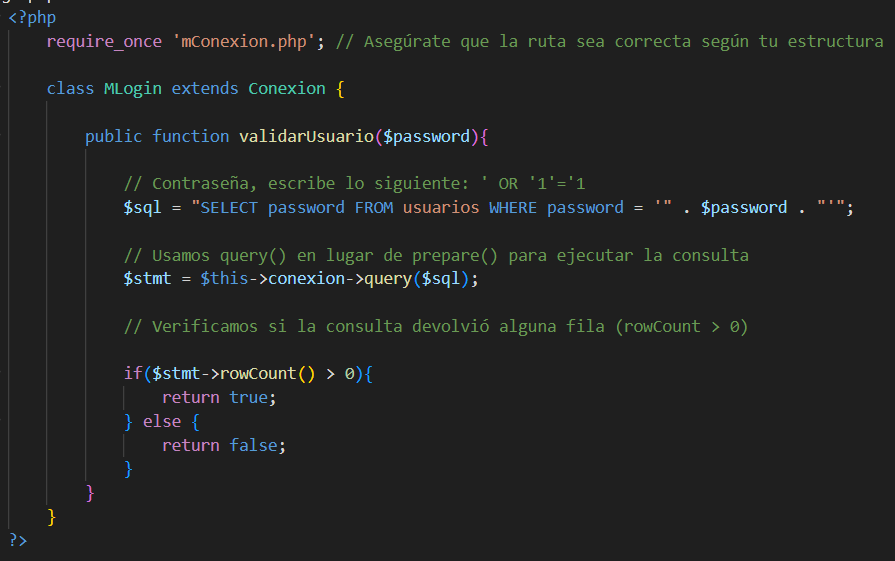 <?php
require_once 'mConexion.php'; // Asegúrate que la ruta sea correcta según tu estructura
class MLogin extends Conexion {
public function validarUsuario($password){
// Contraseña, escribe lo siguiente: ' OR '1'='1
$sql = "SELECT password FROM usuarios WHERE password = '" . $password . "'";
// Usamos query() en lugar de prepare() para ejecutar la consulta
$stmt = $this->conexion->query($sql);
// Verificamos si la consulta devolvió alguna fila (rowCount > 0)
if($stmt->rowCount() > 0){
return true;
} else {
return false;
}
}
}
?>